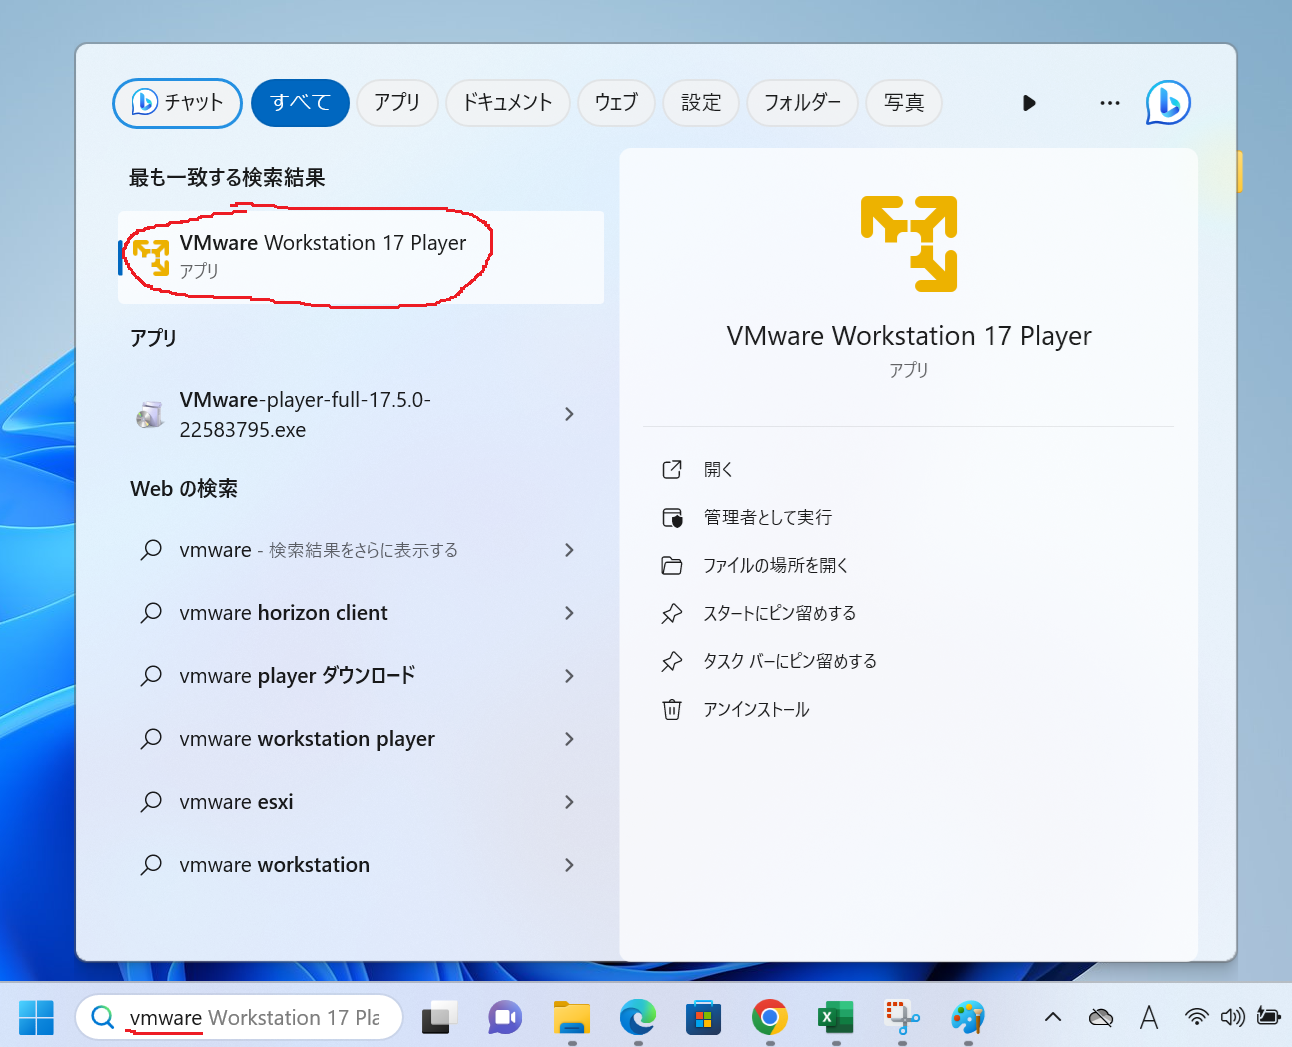 チャット
すべて
アプリ
ドキュメント
ウェブ
設定
フォルダー
写真
最も一致する検索結果
VMware Workstation 17 Player
アプリ
アプリ
VMware-player-full-17.5.0-
22583795.exe
Web の検索
vmware - 検索結果をさらに表示する
vmware horizon client
vmware player ダウンロード
vmware workstation player
vmware esxi
vmware workstation
VMware Workstation 17 Player
アプリ
開く
管理者として実行
ファイルの場所を開く
スタートにピン留めする
タスク バーにピン留めする
アンインストール
vmware Workstation 17 Pla
A